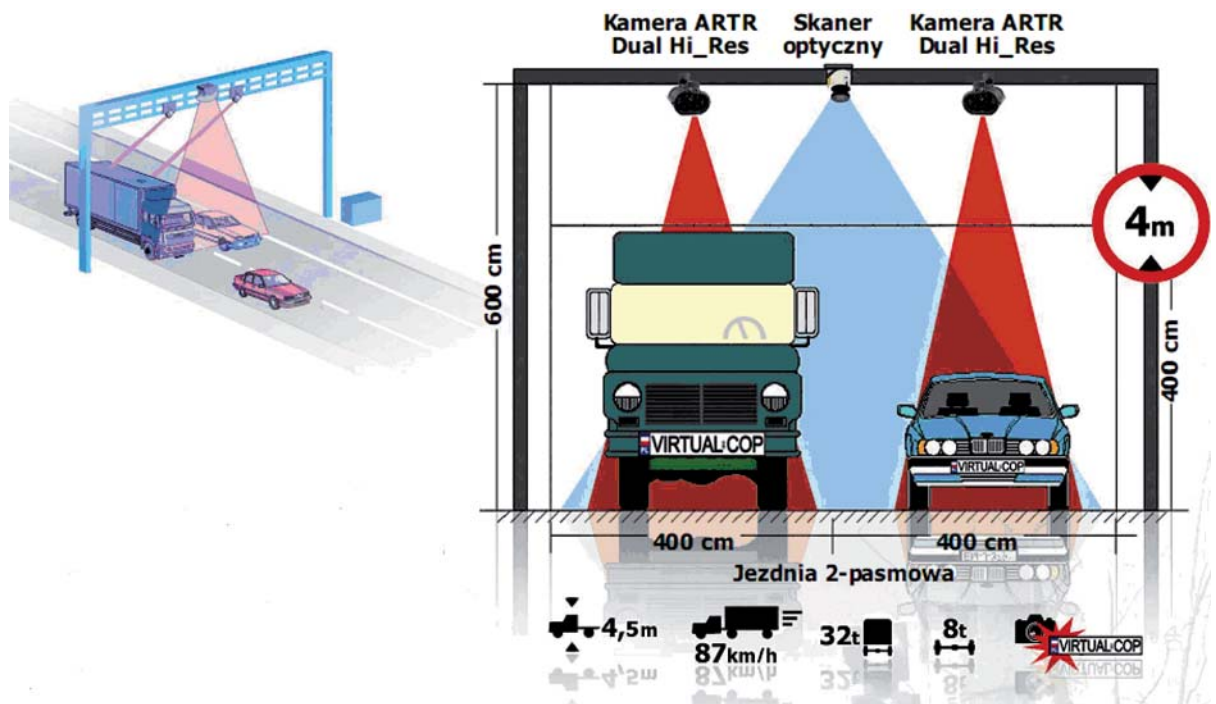 Kamera ARTR
Dual Hi_Res
Skaner
optyczny
Kamera ARTR
Dual Hi_Res
4m
600 cm
400 cm
VIRTUAL COP
VIRTUAL COP
400 cm
400 cm
Jezdnia 2-pasmowa
4,5m
87km/h
32t
8t
VIRTUAL COP